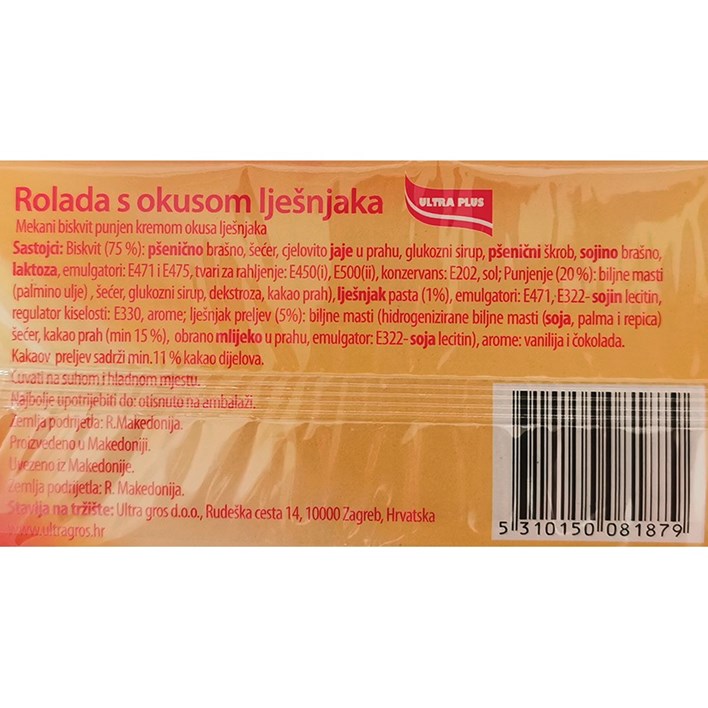 Rolada s okusom lješnjaka
ULTRA PLUS
Mekani biskvit punjen kremom okusa lješnjaka
Sastojci: Biskvit (75 %): pšenično brašno, šećer, cjelovito jaje u prahu, glukozni sirup, pšenični škrob, sojino brašno,
laktoza, emulgatori: E471 i E475, tvari za rahljenje: E450(i), E500(ii), konzervans: E202, sol; Punjenje (20 %): biljne masti
(palmino ulje) , šećer, glukozni sirup, dekstroza, kakao prah), lješnjak pasta (1%), emulgatori: E471, E322- sojin lecitin,
regulator kiselosti: E330, arome; lješnjak preljev (5%): biljne masti (hidrogenizirane biljne masti (soja, palma i repica)
šećer, kakao prah (min 15 %), obrano mlijeko u prahu, emulgator: E322- soja lecitin), arome: vanilija i čokolada.
Kakaov preljev sadrži min.11 % kakao dijelova.
Čuvati na suhom i hladnom mjestu.
Najbolje upotrijebiti do: otisnuto na ambalaži.
Zemlja podrijetla: R.Makedonija.
Proizvedeno u Makedoniji.
Uvezeno iz Makedonije.
Zemlja podrijetla: R. Makedonija.
Stavlja na tržište: Ultra gros d.o.o., Rudeška cesta 14, 10000 Zagreb, Hrvatska
www.ultragros.hr
5 310150 081879